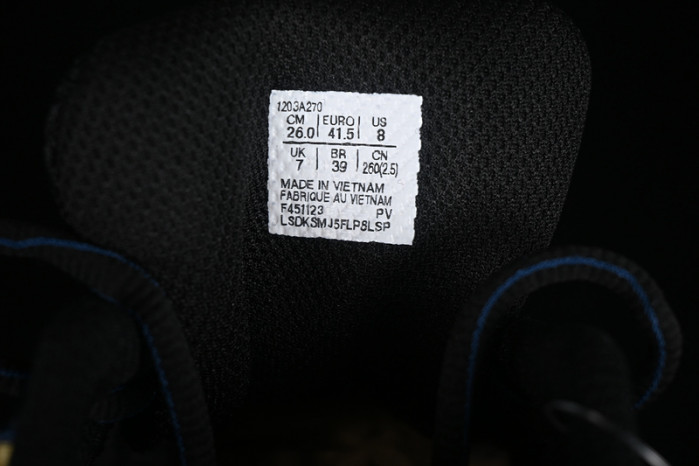 1203A270
CM EURO US
26.0 41.5 8
UK BR CN
7 39 260(2.5)
MADE IN VIETNAM
FABRIQUE AU VIETNAM
F451123 PV
LSDKSMJ5FLP8LSP